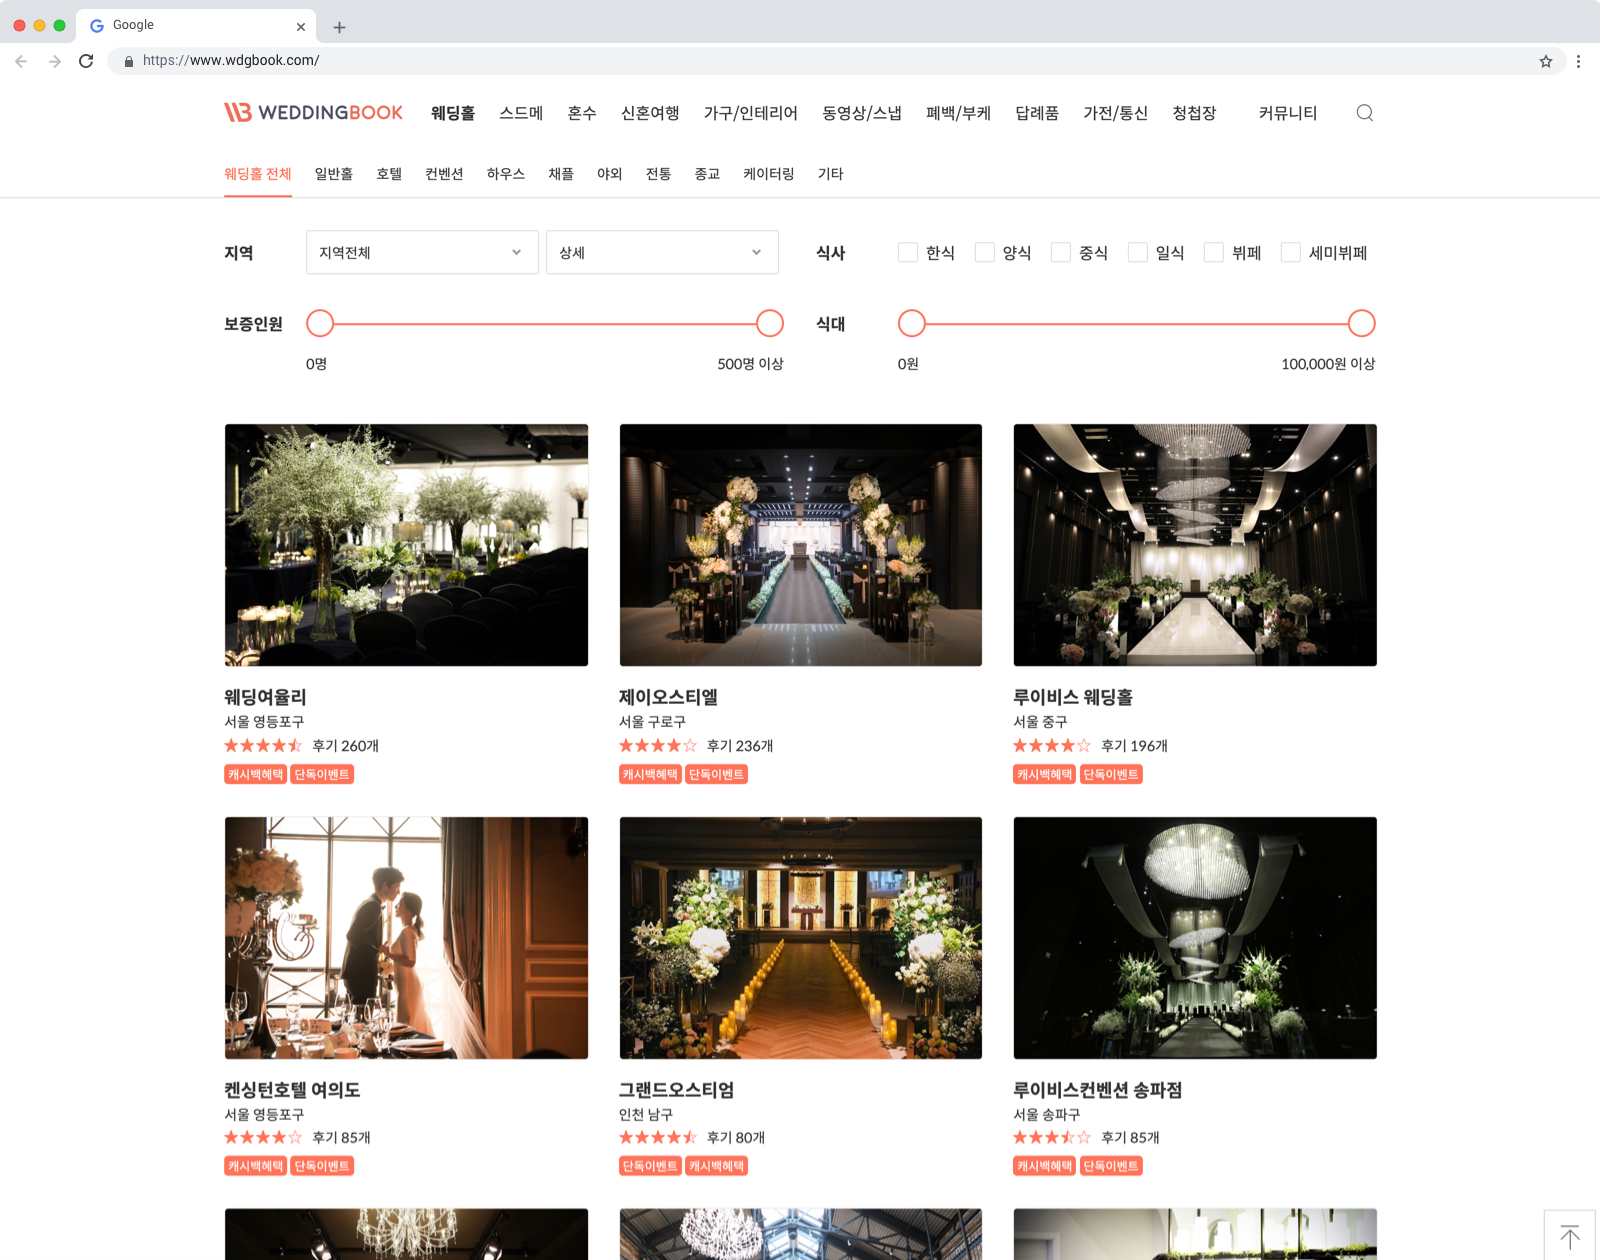 Google
https://www.wdgbook.com/
WEDDINGBOOK 웨딩홀 스드메 혼수 신혼여행 가구/인테리어 동영상/스냅 폐백/부케 답례품 가전/통신 청첩장 커뮤니티
웨딩홀 전체 일반홀 호텔 컨벤션 하우스 채플 야외 전통 종교 케이터링 기타
지역 지역전체 상세 식사 한식 양식 중식 일식 뷔페 세미뷔페
보증인원 식대
0명 500명 이상 0원 100,000원 이상
웨딩여율리 제이오스티엘 루이비스 웨딩홀
서울 영등포구 서울 구로구 서울 중구
후기 260개 후기 236개 후기 196개
캐시백혜택 단독이벤트 캐시백혜택 단독이벤트 캐시백혜택 단독이벤트
켄싱턴호텔 여의도 그랜드오스티엄 루이비스컨벤션 송파점
서울 영등포구 인천 남구 서울 송파구
후기 85개 후기 80개 후기 85개
캐시백혜택 단독이벤트 단독이벤트 캐시백혜택 캐시백혜택 단독이벤트